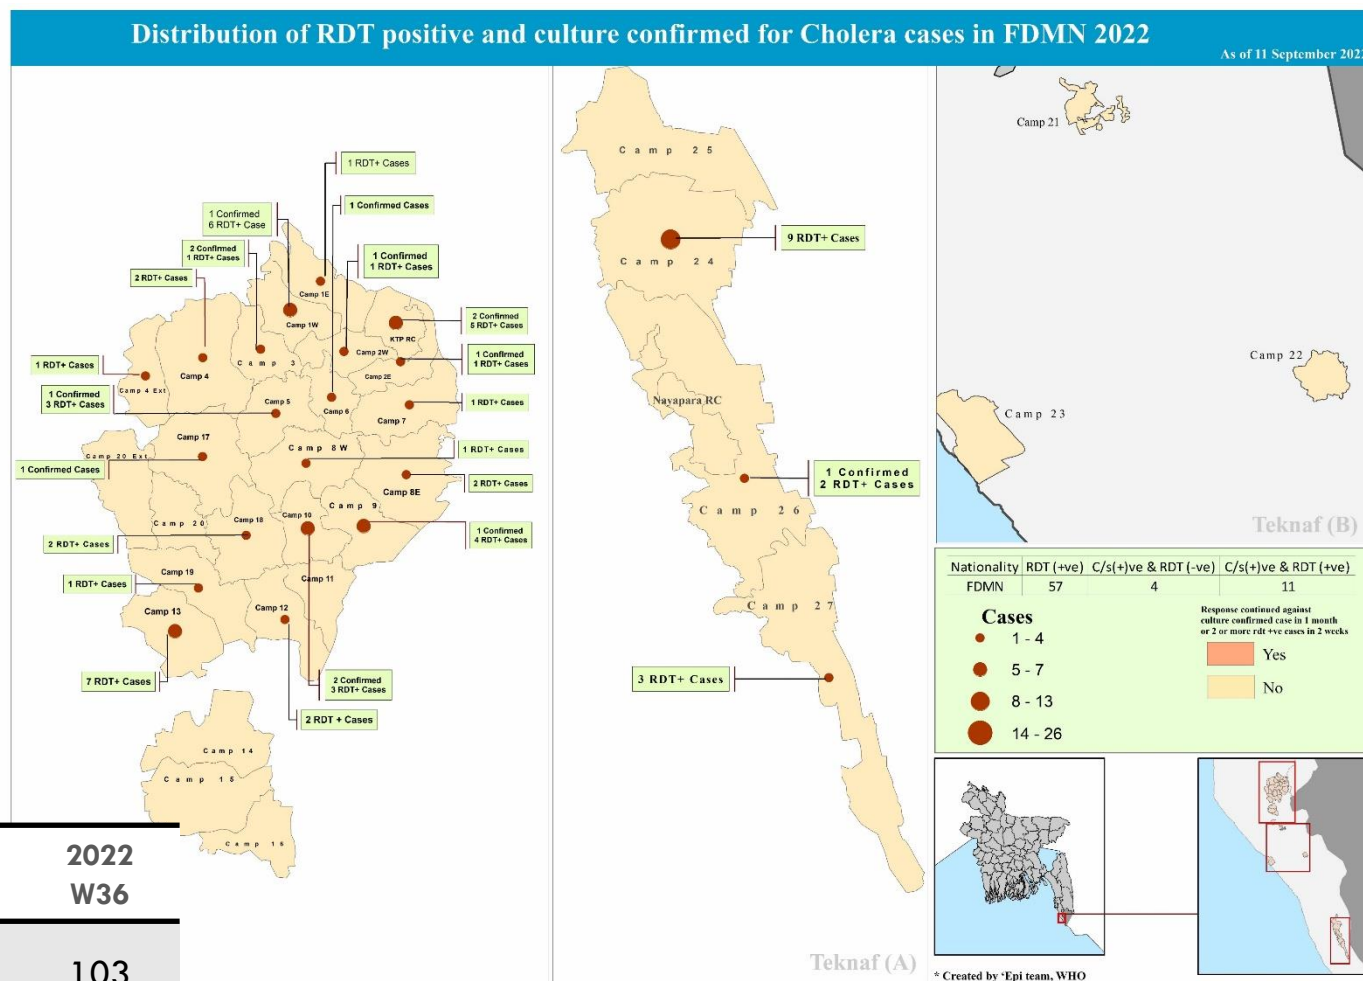 Distribution of RDT positive and culture confirmed for Cholera cases in FDMN 2022
As of 11 September 202
1 RDT+ Cases
1 Confirmed Cases
1 Confirmed
6 RDT+ Case
2 Confirmed
1 RDT+ Cases
1 Confirmed
1 RDT+ Cases
2 RDT+ Cases
2 Confirmed
5 RDT+ Cases
1 RDT+ Cases
1 Confirmed
1 RDT+ Cases
1 Confirmed
3 RDT+ Cases
1 RDT+ Cases
1 RDT+ Cases
1 Confirmed Cases
2 RDT+ Cases
1 Confirmed
4 RDT+ Cases
2 RDT+ Cases
1 RDT+ Cases
7 RDT+ Cases
2 Confirmed
3 RDT+ Cases
2 RDT + Cases
Camp 1E
Camp 1W
KTP RC
Camp 2W
Camp 3
Camp 4
Camp 2E
Camp 4 Ext
Camp 5
Camp 6
Camp 7
Camp 17
Camp 8W
Camp 20 Ext
Camp 8E
Camp 9
Camp 10
Camp 18
Camp 20
Camp 19
Camp 11
Camp 13
Camp 12
Camp 14
Camp 15
2022
W36
103
Camp 25
9 RDT+ Cases
Camp 24
Nayapara RC
1 Confirmed
2 RDT+ Cases
Camp 26
Camp 27
3 RDT+ Cases
Teknaf (A)
Camp 21
Camp 22
Camp 23
Teknaf (B)
Nationality RDT (+ve) C/s(+)ve & RDT (-ve) C/s(+)ve & RDT (+ve)
FDMN 57 4 11
Cases
1 - 4
5 - 7
8 - 13
14 - 26
Response continued against
culture confirmed case in 1 month
or 2 or more rdt +ve cases in 2 weeks
Yes
No
* Created by 'Epi team, WHO